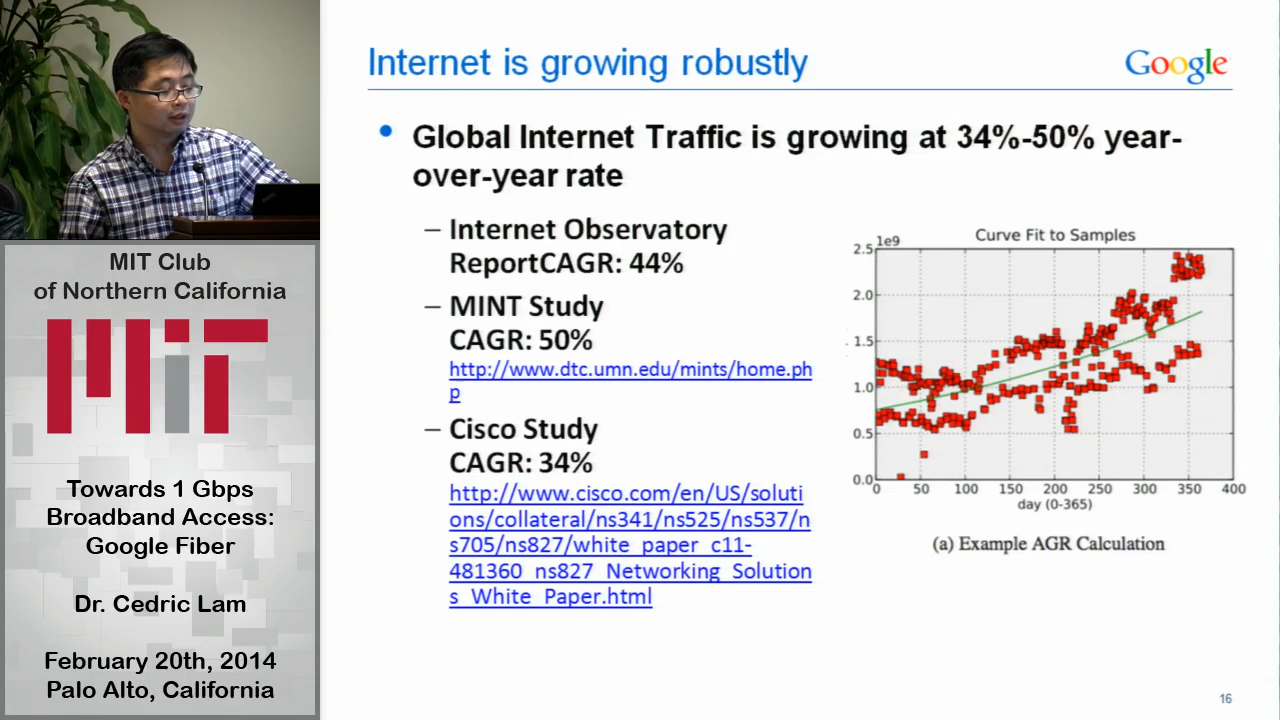 Internet is growing robustly
Google
• Global Internet Traffic is growing at 34%-50% year-
over-year rate
– Internet Observatory
ReportCAGR: 44%
– MINT Study
CAGR: 50%
http://www.dtc.umn.edu/mints/home.ph
p
– Cisco Study
CAGR: 34%
http://www.cisco.com/en/US/soluti
ons/collateral/ns341/ns525/ns537/n
s705/ns827/white_paper_c11-
481360_ns827_Networking_Solution
s_White_Paper.html
Curve Fit to Samples
1e9
2.5
2.0
1.5
1.0
0.5
0.0
0 50 100 150 200 250 300 350 400
day (0-365)
(a) Example AGR Calculation
16
MIT Club
of Northern California
MIT
Towards 1 Gbps
Broadband Access:
Google Fiber
Dr. Cedric Lam
February 20th, 2014
Palo Alto, California